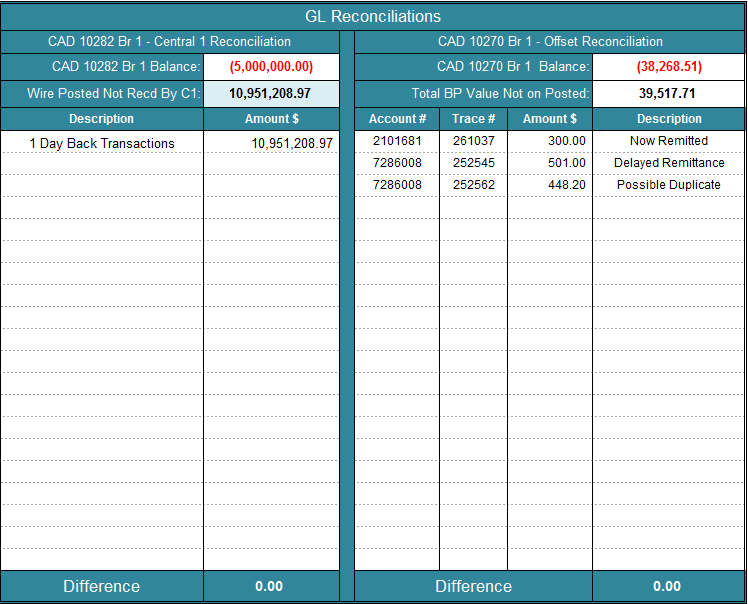 GL Reconciliations
CAD 10282 Br 1 - Central 1 Reconciliation
CAD 10270 Br 1 - Offset Reconciliation
CAD 10282 Br 1 Balance: (5,000,000.00)
CAD 10270 Br 1 Balance: (38,268.51)
Wire Posted Not Recd By C1: 10,951,208.97
Total BP Value Not on Posted: 39,517.71
Description Amount $
Account # Trace # Amount $ Description
1 Day Back Transactions 10,951,208.97
2101681 261037 300.00 Now Remitted
7286008 252545 501.00 Delayed Remittance
7286008 252562 448.20 Possible Duplicate
Difference 0.00
Difference 0.00